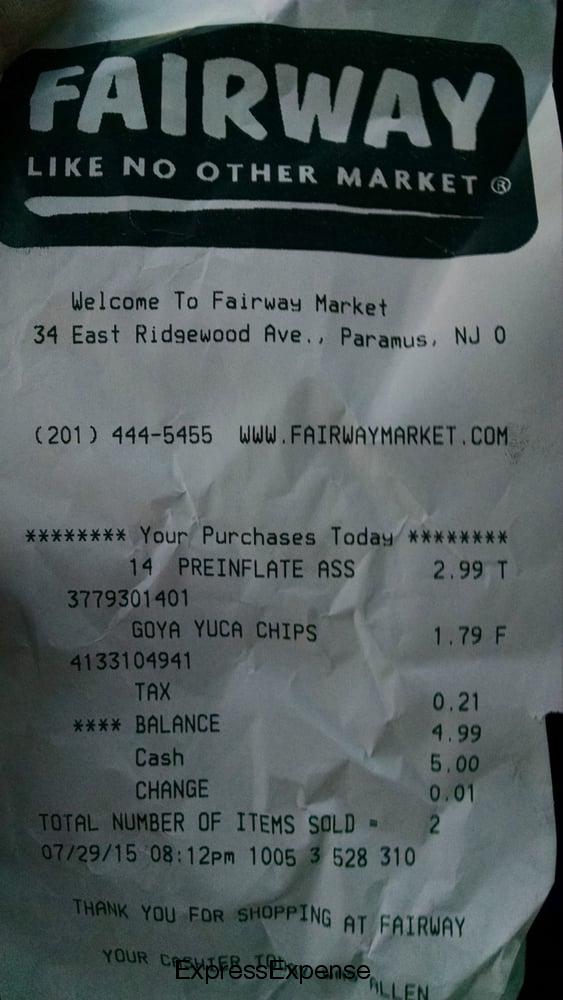 FAIRWAY
LIKE NO OTHER MARKET ®
Welcome To Fairway Market
34 East Ridgewood Ave., Paramus, NJ 0
(201) 444-5455 WWW.FAIRWAYMARKET.COM
******** Your Purchases Today ********
14 PREINFLATE ASS 2.99 T
3779301401
GOYA YUCA CHIPS 1.79 F
4133104941
TAX 0.21
**** BALANCE 4.99
Cash 5.00
CHANGE 0.01
TOTAL NUMBER OF ITEMS SOLD = 2
07/29/15 08:12pm 1005 3 528 310
THANK YOU FOR SHOPPING AT FAIRWAY
YOUR CASHIER ALLEN
ExpressExpense